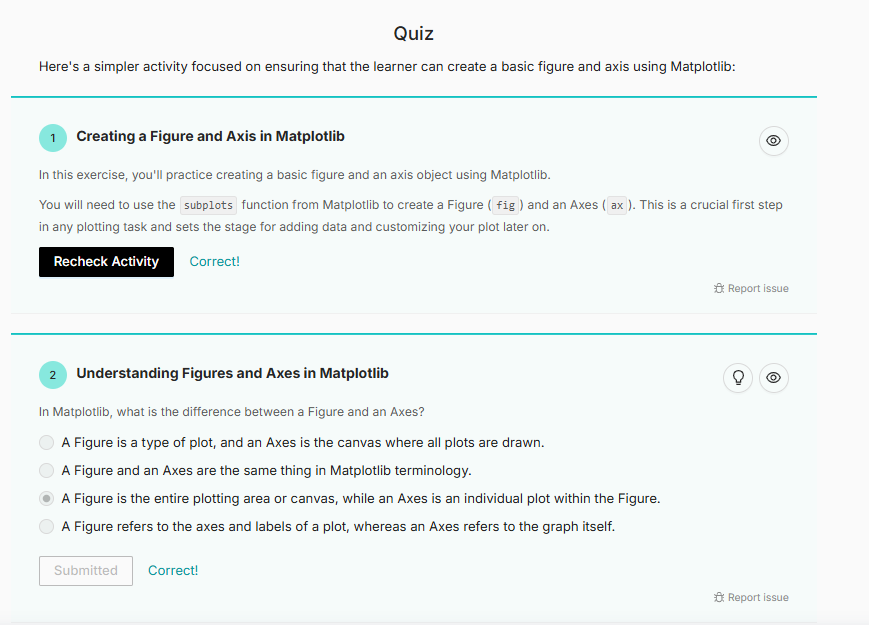 Quiz
Here's a simpler activity focused on ensuring that the learner can create a basic figure and axis using Matplotlib:
1 Creating a Figure and Axis in Matplotlib
In this exercise, you'll practice creating a basic figure and an axis object using Matplotlib.
You will need to use the subplots function from Matplotlib to create a Figure ( fig ) and an Axes ( ax ). This is a crucial first step
in any plotting task and sets the stage for adding data and customizing your plot later on.
Recheck Activity Correct!
Report issue
2 Understanding Figures and Axes in Matplotlib
In Matplotlib, what is the difference between a Figure and an Axes?
A Figure is a type of plot, and an Axes is the canvas where all plots are drawn.
A Figure and an Axes are the same thing in Matplotlib terminology.
A Figure is the entire plotting area or canvas, while an Axes is an individual plot within the Figure.
A Figure refers to the axes and labels of a plot, whereas an Axes refers to the graph itself.
Submitted Correct!
Report issue